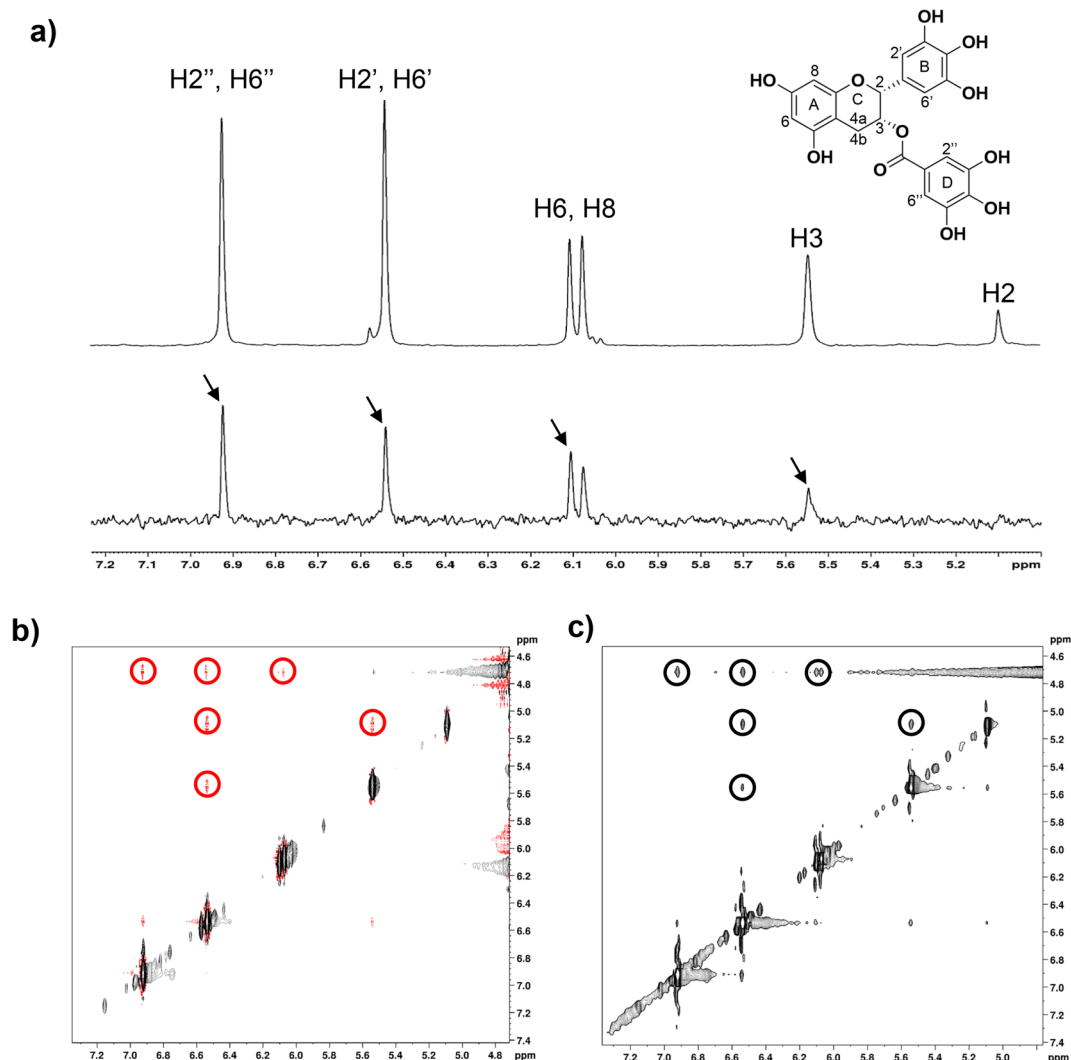 a)
H2'', H6''
H2', H6'
H6, H8
H3
H2
OH
OH
OH
2'
B
6'
HO
8
O
2
A
C
6
4a
3
4b
O
OH
O
2''
OH
D
6''
OH
OH
7.2 7.1 7.0 6.9 6.8 6.7 6.6 6.5 6.4 6.3 6.2 6.1 6.0 5.9 5.8 5.7 5.6 5.5 5.4 5.3 5.2 ppm
b)
ppm
4.6
4.8
5.0
5.2
5.4
5.6
5.8
6.0
6.2
6.4
6.6
6.8
7.0
7.2
7.4
7.2 7.0 6.8 6.6 6.4 6.2 6.0 5.8 5.6 5.4 5.2 5.0 4.8 ppm
c)
ppm
4.6
4.8
5.0
5.2
5.4
5.6
5.8
6.0
6.2
6.4
6.6
6.8
7.0
7.2
7.4
7.2 7.0 6.8 6.6 6.4 6.2 6.0 5.8 5.6 5.4 5.2 5.0 ppm